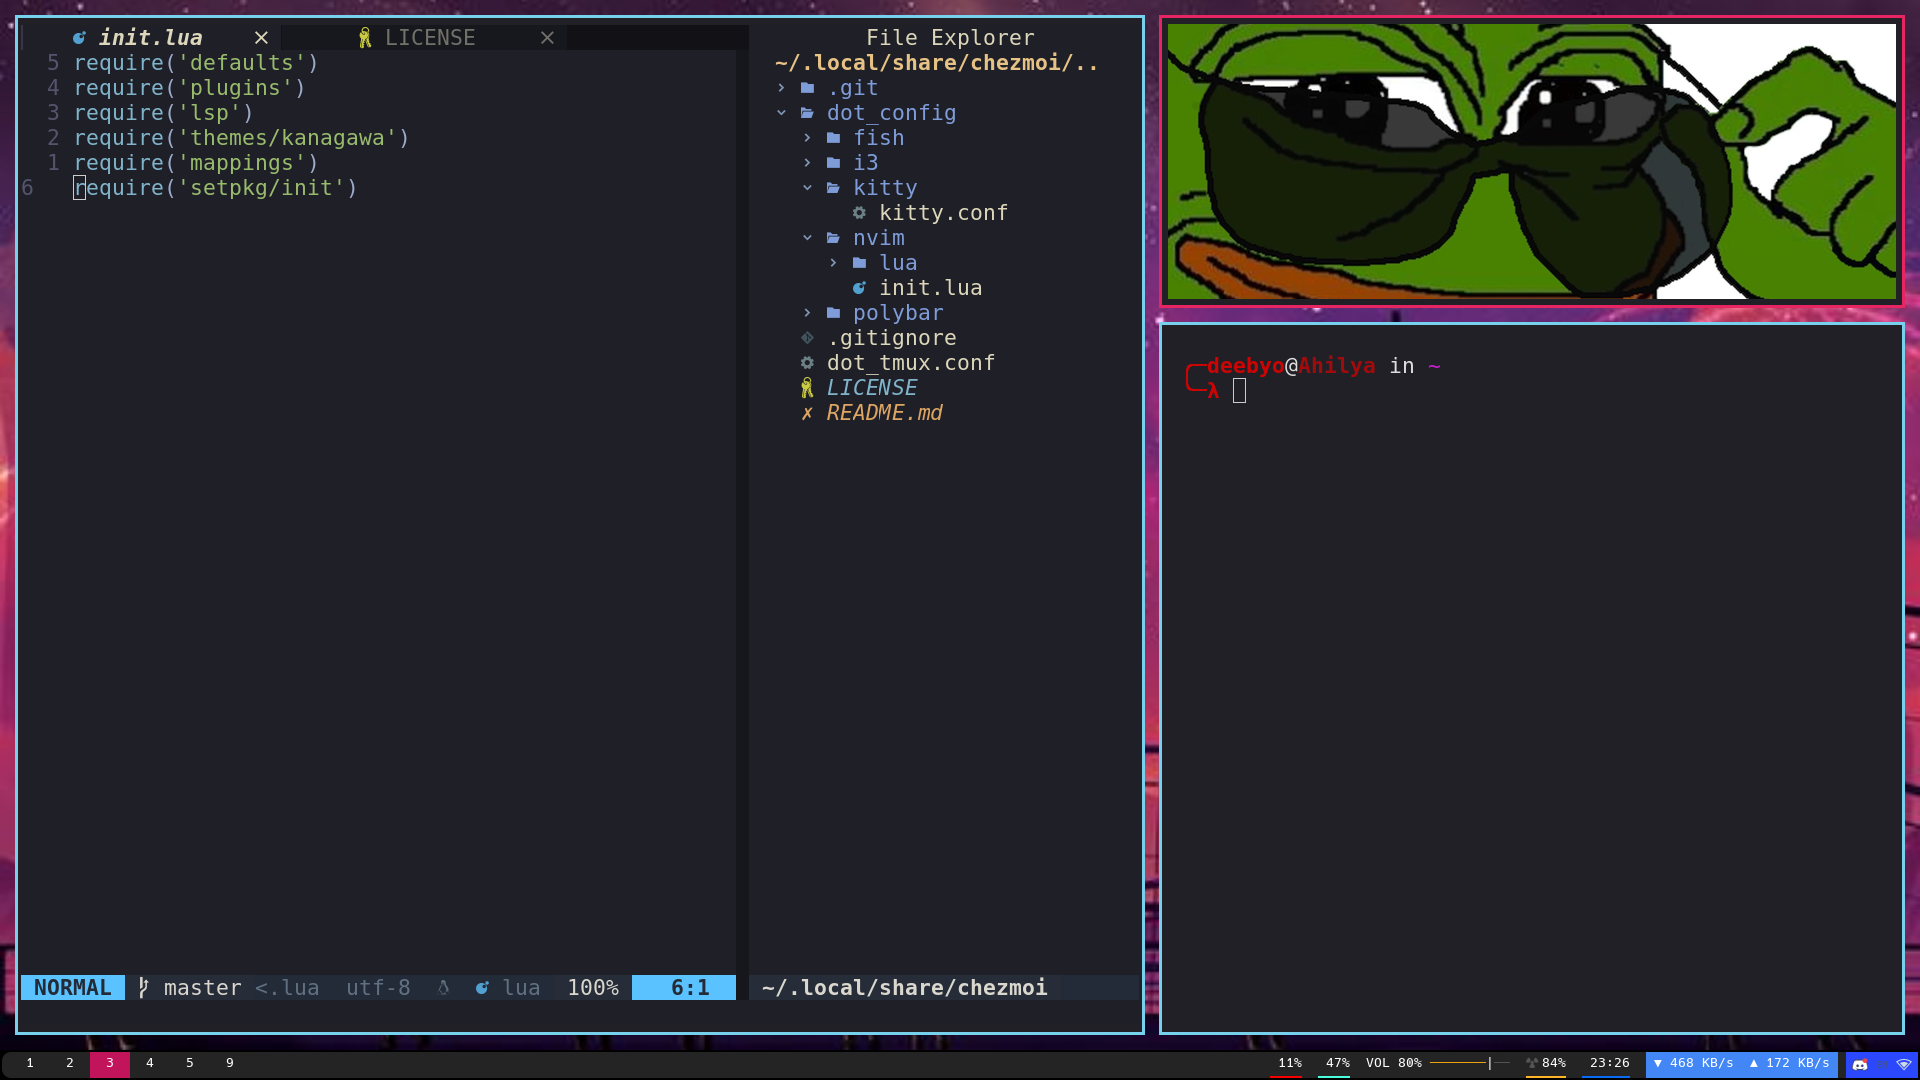 init.lua × LICENSE ×
5 require('defaults')
4 require('plugins')
3 require('lsp')
2 require('themes/kanagawa')
1 require('mappings')
6 require('setpkg/init')
NORMAL master <.lua utf-8 lua 100% 6:1
File Explorer
~/.local/share/chezmoi/..
.git
dot_config
fish
i3
kitty
kitty.conf
nvim
lua
init.lua
polybar
.gitignore
dot_tmux.conf
LICENSE
README.md
~/.local/share/chezmoi
deebyo@Ahilya in ~
λ
1 2 3 4 5 9 11% 47% VOL 80% 84% 23:26 ▼ 468 KB/s ▲ 172 KB/s